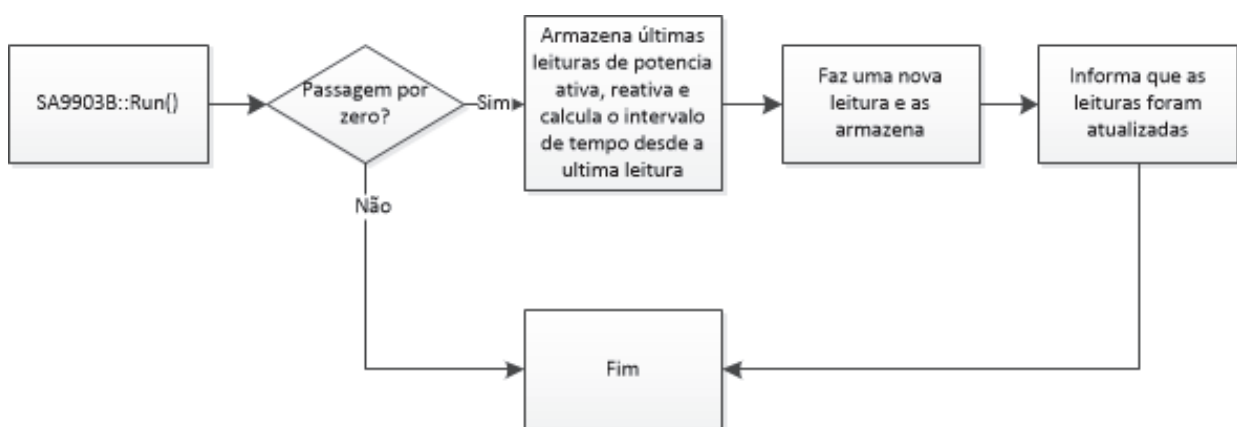 SA9903B::Run()
Passagem por
zero?
Sim
Armazena últimas
leituras de potencia
ativa, reativa e
calcula o intervalo
de tempo desde a
ultima leitura
Faz uma nova
leitura e as
armazena
Informa que as
leituras foram
atualizadas
Não
Fim